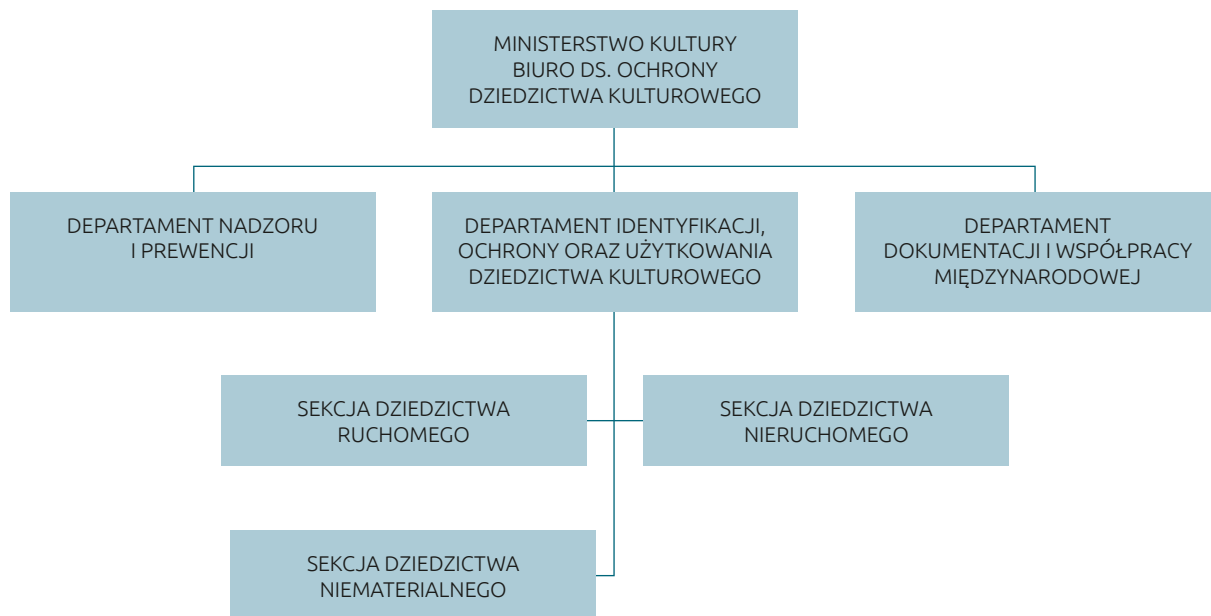 MINISTERSTWO KULTURY
BIURO DS. OCHRONY
DZIEDZICTWA KULTUROWEGO
DEPARTAMENT NADZORU
I PREWENCJI
DEPARTAMENT IDENTYFIKACJI,
OCHRONY ORAZ UŻYTKOWANIA
DZIEDZICTWA KULTUROWEGO
DEPARTAMENT
DOKUMENTACJI I WSPÓŁPRACY
MIĘDZYNARODOWEJ
SEKCJA DZIEDZICTWA
RUCHOMEGO
SEKCJA DZIEDZICTWA
NIERUCHOMEGO
SEKCJA DZIEDZICTWA
NIEMATERIALNEGO